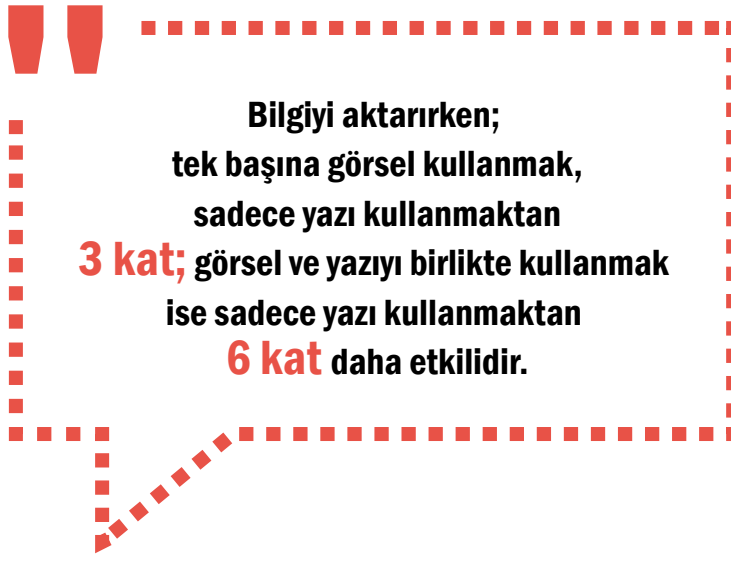 Bilgiyi aktarırken;
tek başına görsel kullanmak,
sadece yazı kullanmaktan
3 kat; görsel ve yazıyı birlikte kullanmak
ise sadece yazı kullanmaktan
6 kat daha etkilidir.